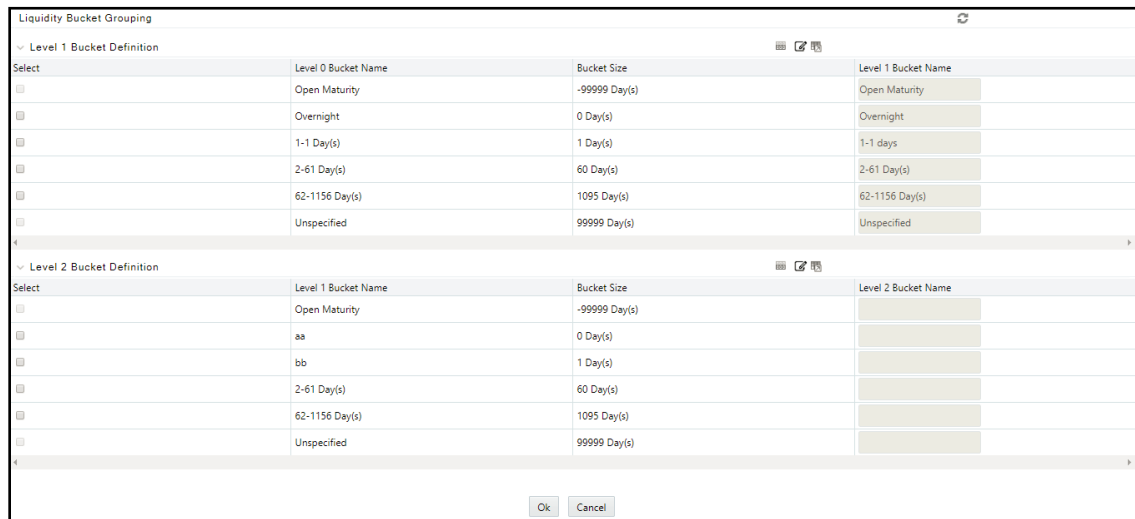 Liquidity Bucket Grouping
Level 1 Bucket Definition
Select Level 0 Bucket Name Bucket Size Level 1 Bucket Name
Open Maturity -99999 Day(s) Open Maturity
Overnight 0 Day(s) Overnight
1-1 Day(s) 1 Day(s) 1-1 days
2-61 Day(s) 60 Day(s) 2-61 Day(s)
62-1156 Day(s) 1095 Day(s) 62-1156 Day(s)
Unspecified 99999 Day(s) Unspecified
Level 2 Bucket Definition
Select Level 1 Bucket Name Bucket Size Level 2 Bucket Name
Open Maturity -99999 Day(s)
aa 0 Day(s)
bb 1 Day(s)
2-61 Day(s) 60 Day(s)
62-1156 Day(s) 1095 Day(s)
Unspecified 99999 Day(s)
Ok Cancel